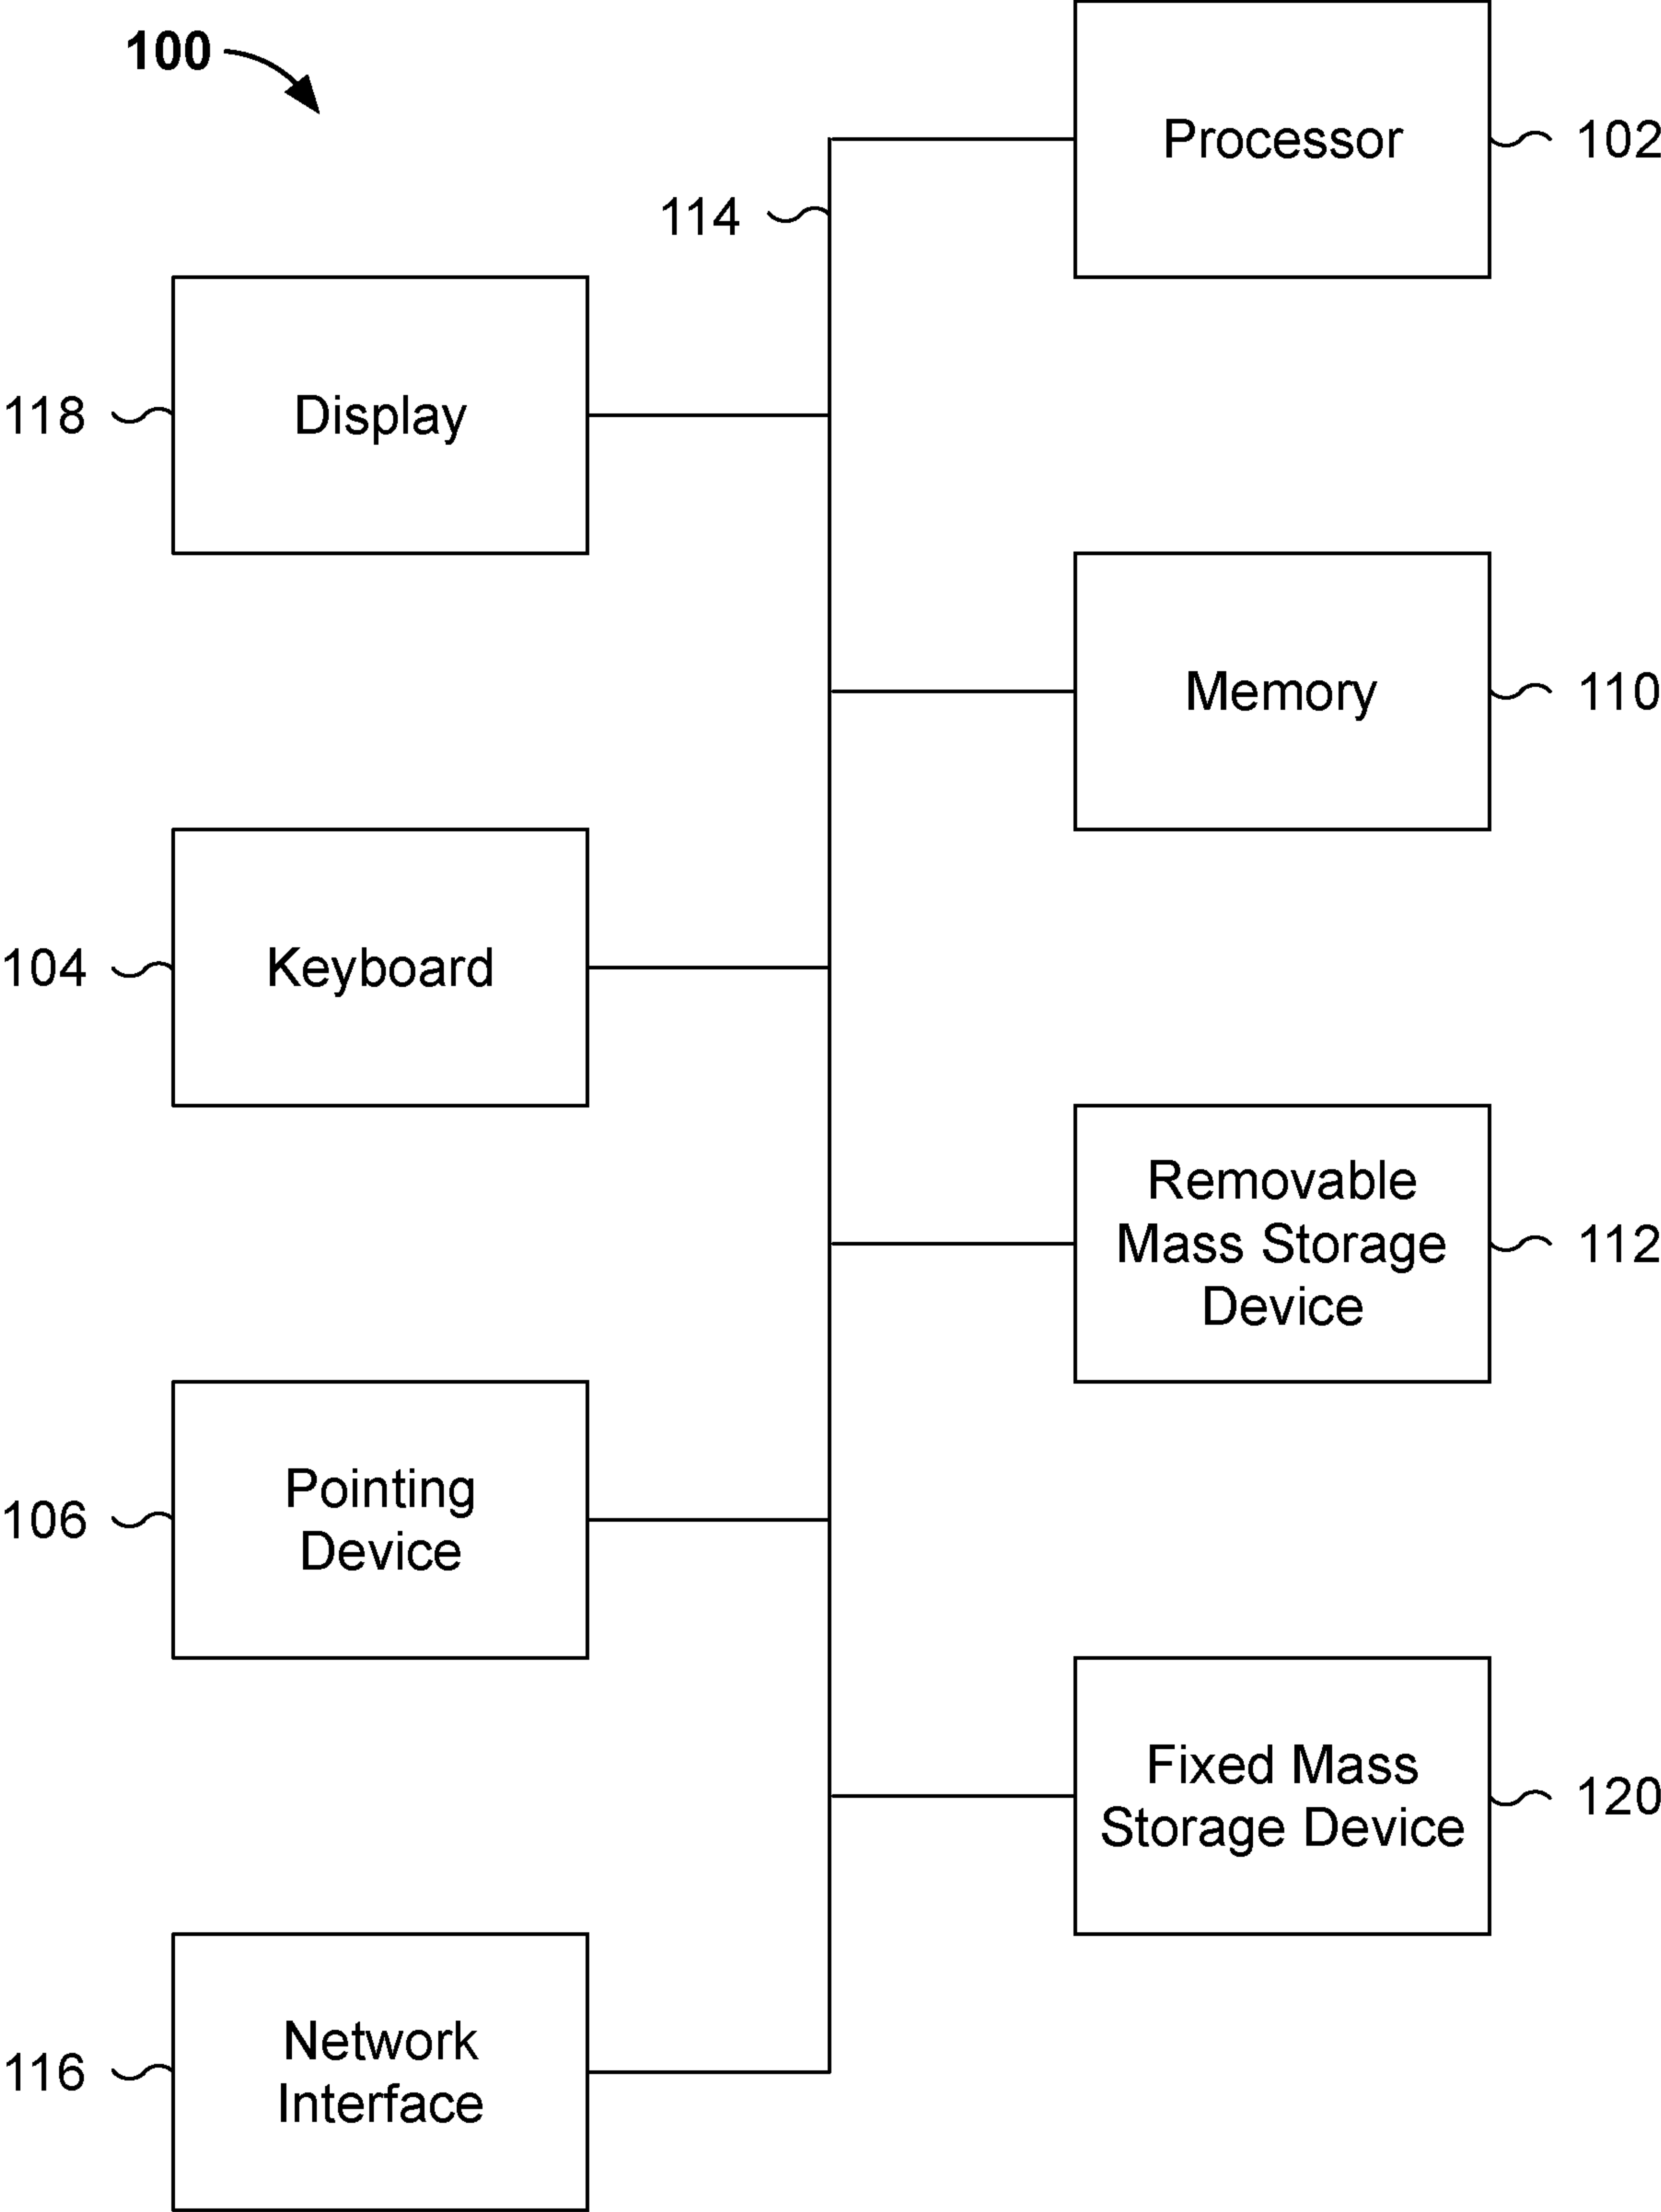 100
Processor
102
114
118
Display
Memory
110
104
Keyboard
Removable
Mass Storage
Device
112
106
Pointing
Device
Fixed Mass
Storage Device
120
116
Network
Interface